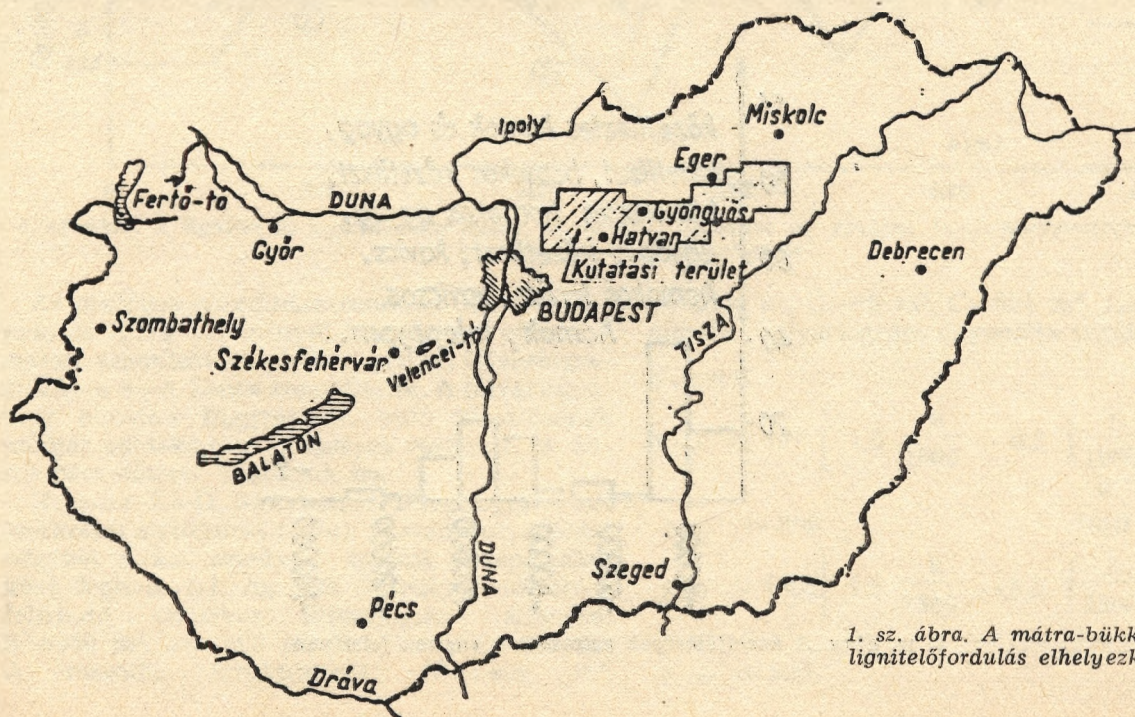 Miskolc
Ipoly
Eger
Fertő-tó
DUNA
Gyöngyös
Győr
Hatvan
Kutatási terület
Debrecen
BUDAPEST
Szombathely
Székesfehérvár
Velencei-tó
TISZA
BALATON
DUNA
Szeged
Pécs
Dráva
1. sz. ábra. A mátra-bükk
lignitelőfordulás elhelyezk